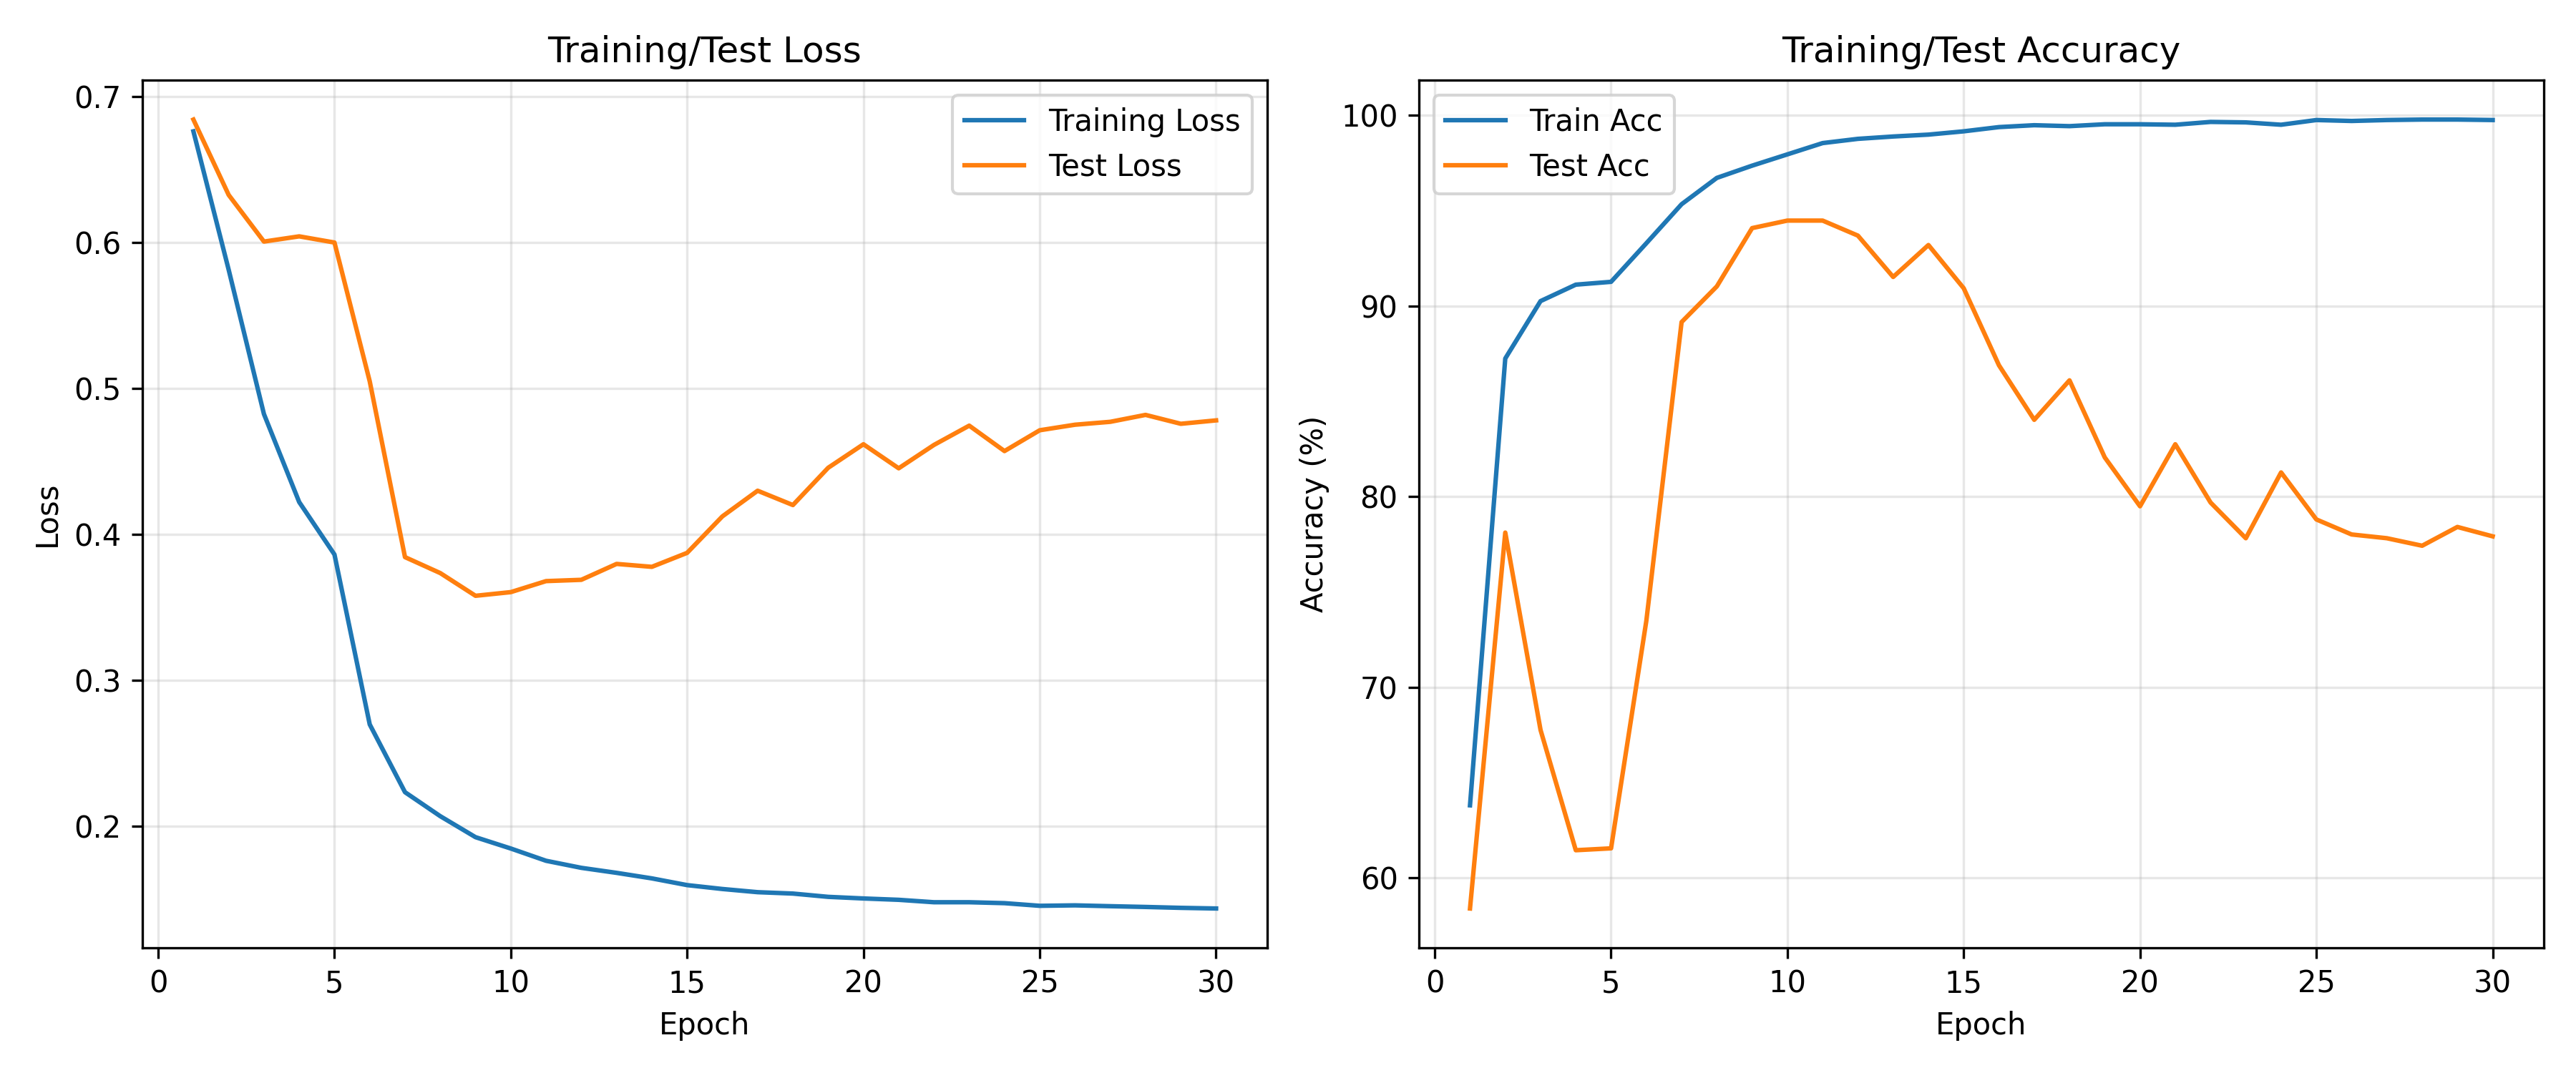 Training/Test Loss
0.7
0.6
0.5
0.4
0.3
0.2
Loss
0 5 10 15 20 25 30
Epoch
Training Loss
Test Loss
Training/Test Accuracy
100
90
80
70
60
Accuracy (%)
0 5 10 15 20 25 30
Epoch
Train Acc
Test Acc